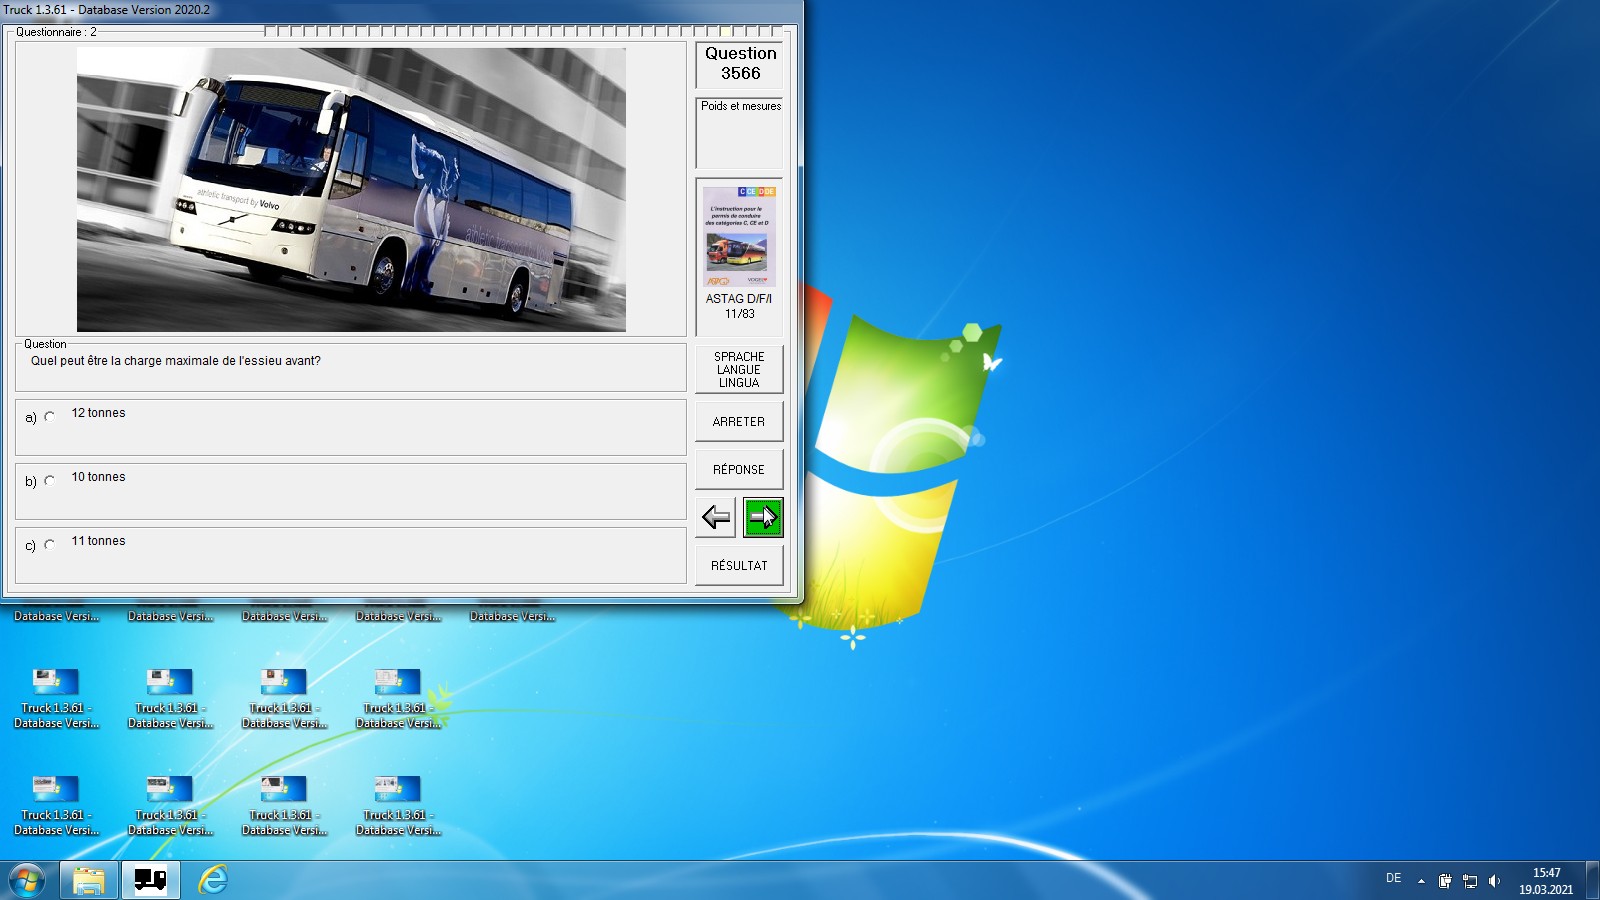 Truck 1.3.61 - Database Version 2020.2
Questionnaire : 2
athletic transport by Volvo
Question
3566
Poids et mesures
C CE D DE
L'instruction pour le
permis de conduire
des catégories C, CE et D
ASTAG D/F/I
11/83
Question
Quel peut être la charge maximale de l'essieu avant?
SPRACHE
LANGUE
LINGUA
a) 12 tonnes
ARRETER
b) 10 tonnes
RÉPONSE
c) 11 tonnes
RÉSULTAT
Database Versi... Database Versi... Database Versi... Database Versi... Database Versi...
Truck 1.3.61 - Truck 1.3.61 - Truck 1.3.61 - Truck 1.3.61 -
Database Versi... Database Versi... Database Versi... Database Versi...
Truck 1.3.61 - Truck 1.3.61 - Truck 1.3.61 - Truck 1.3.61 -
Database Versi... Database Versi... Database Versi... Database Versi...
DE
15:47
19.03.2021